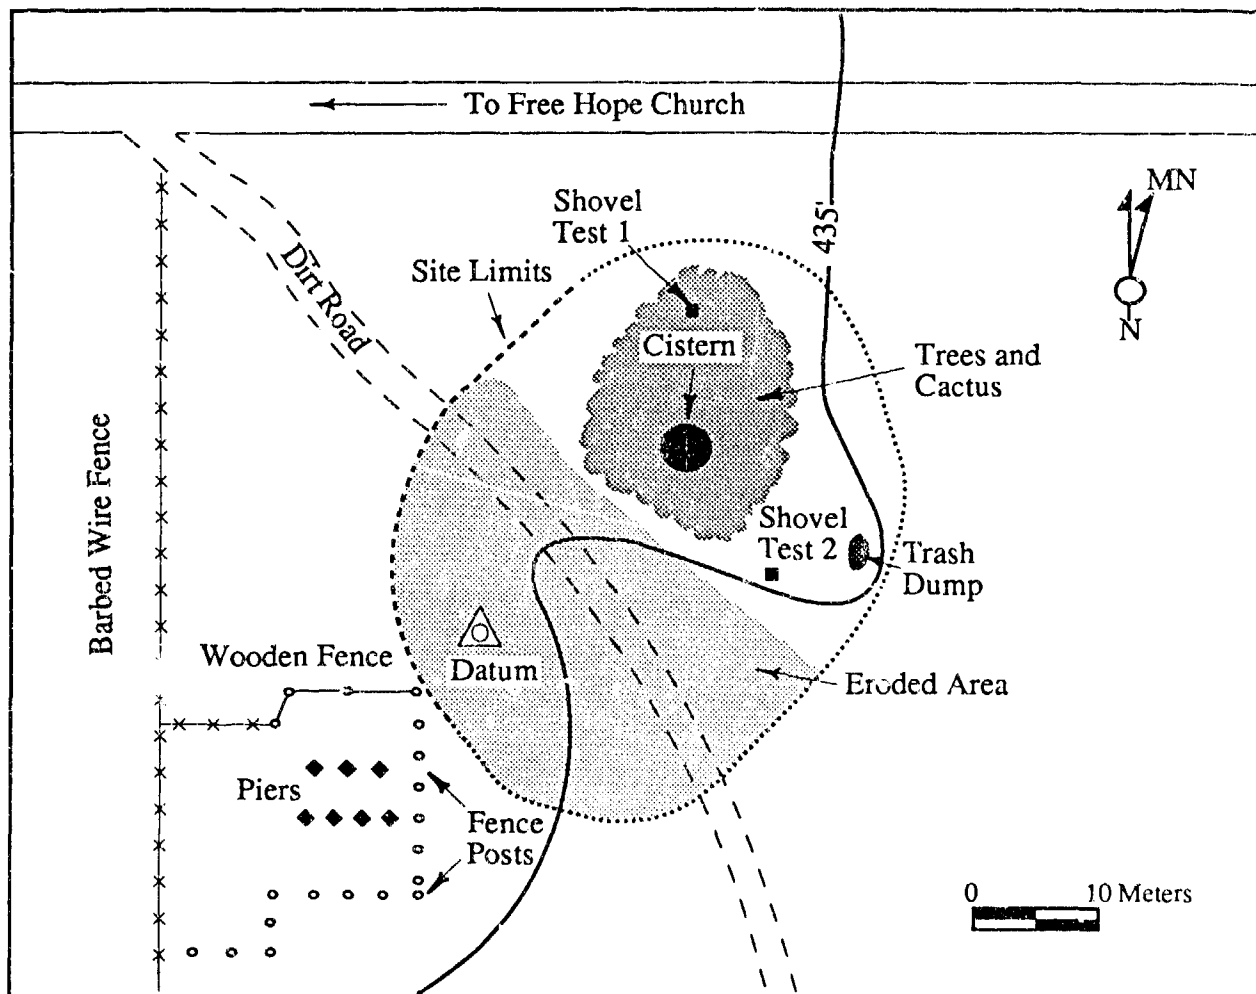 To Free Hope Church
MN
Shovel
Test 1
435'
Site Limits
Dirt Road
N
Cistern
Trees and
Cactus
Barbed Wire Fence
Shovel
Test 2
Trash
Dump
Wooden Fence
Datum
Eroded Area
Piers
Fence
Posts
0 10 Meters